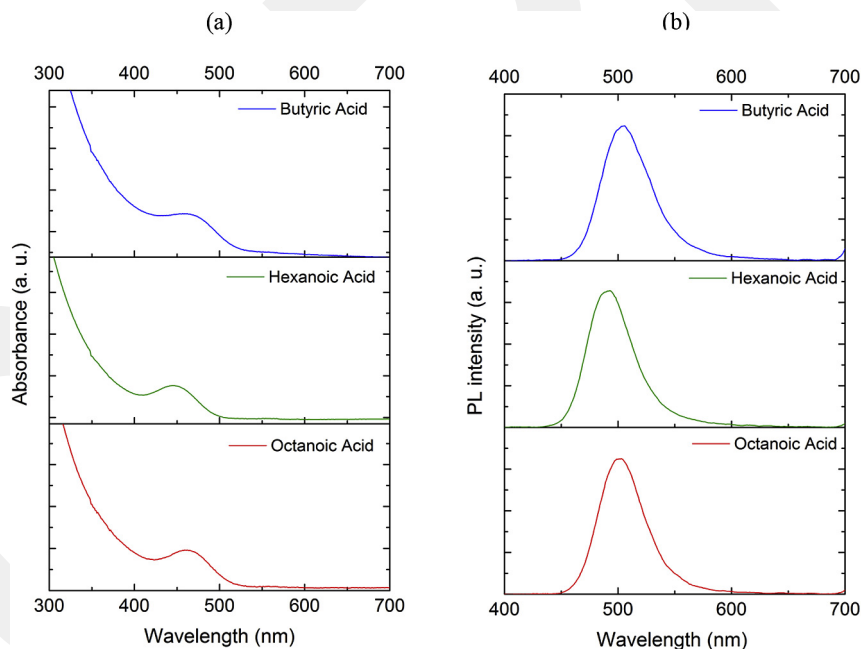 (a)
(b)
300 400 500 600 700
400 500 600 700
Butyric Acid
Hexanoic Acid
Octanoic Acid
Absorbance (a. u.)
300 400 500 600 700
Wavelength (nm)
Butyric Acid
Hexanoic Acid
Octanoic Acid
PL intensity (a. u.)
400 500 600 700
Wavelength (nm)